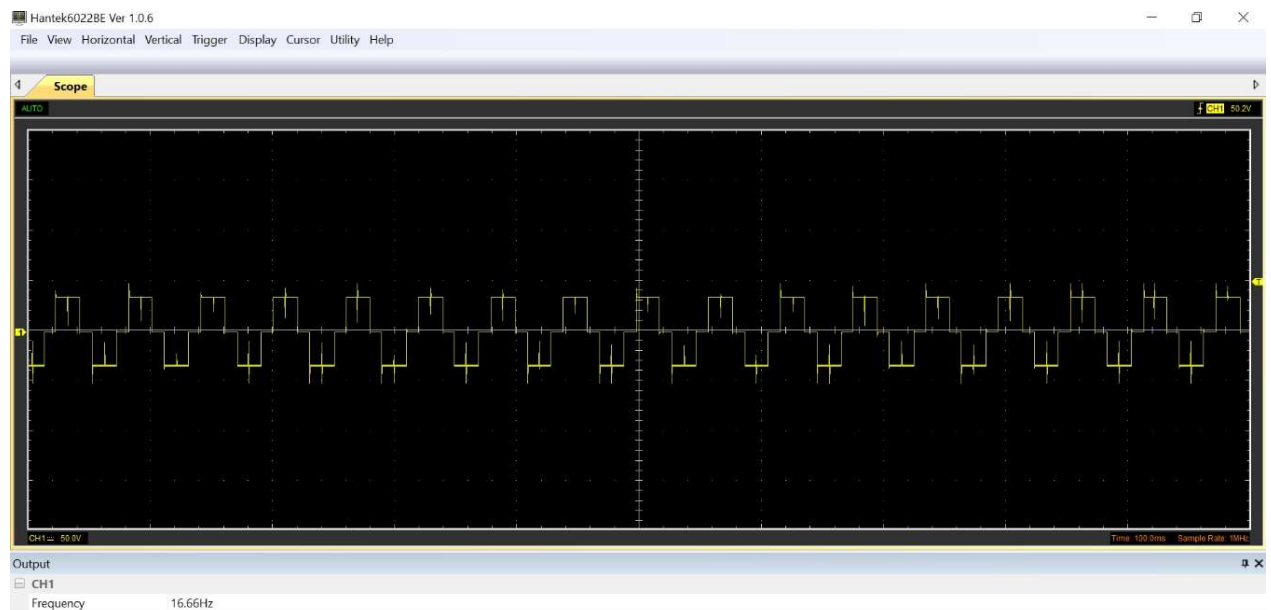 Hantek6022BE Ver 1.0.6
File View Horizontal Vertical Trigger Display Cursor Utility Help
Scope
AUTO
CH1 50.2V
1
T
CH1 50.0V
Time: 100.0ms Sample Rate: 1MHz
Output
CH1
Frequency 16.66Hz